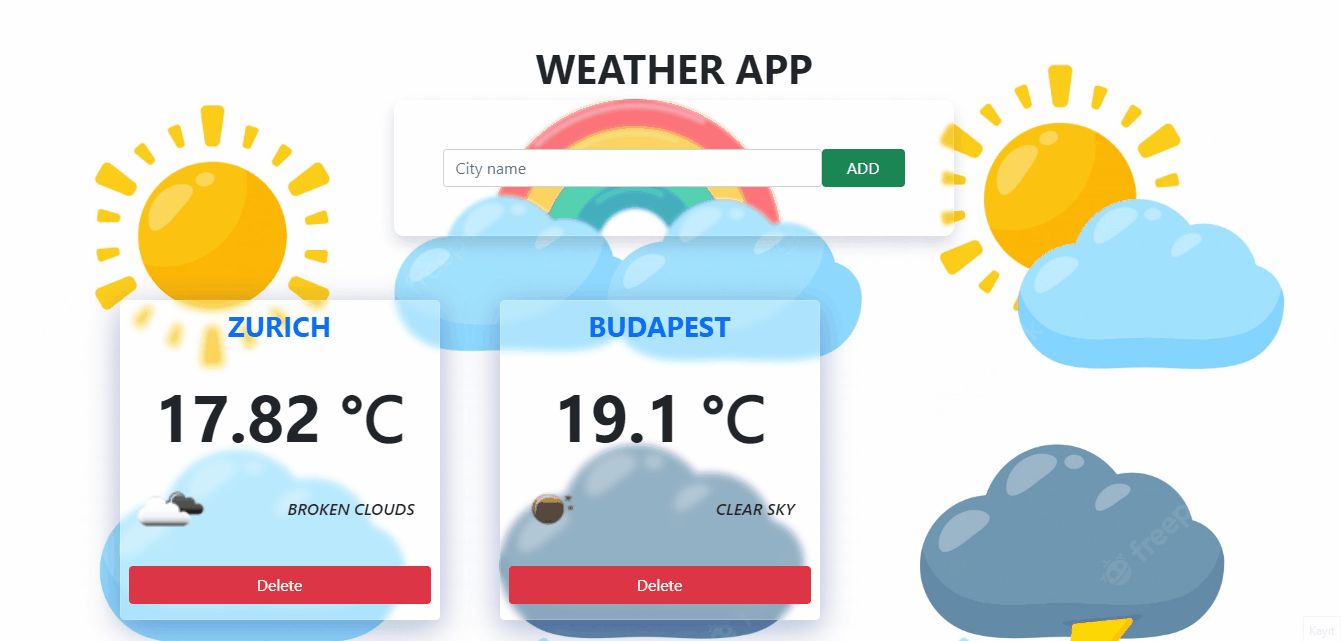 WEATHER APP
City name
ADD
ZURICH
BUDAPEST
17.82 °C
19.1 °C
BROKEN CLOUDS
CLEAR SKY
Delete
Delete